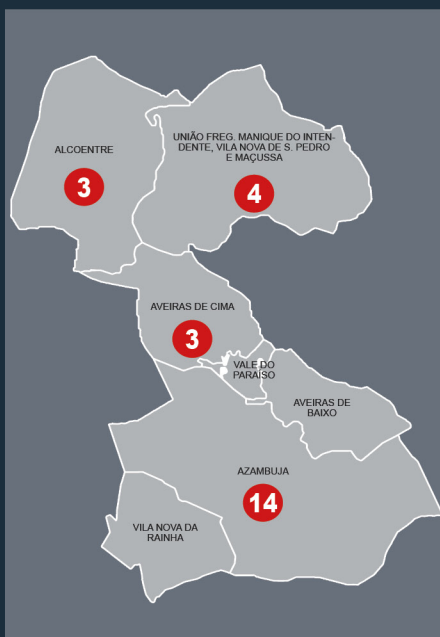 UNIÃO FREG. MANIQUE DO INTEN-
DENTE, VILA NOVA DE S. PEDRO
E MAÇUSSA
4
ALCOENTRE
3
AVEIRAS DE CIMA
3
VALE DO
PARAÍSO
AVEIRAS DE
BAIXO
AZAMBUJA
14
VILA NOVA DA
RAINHA